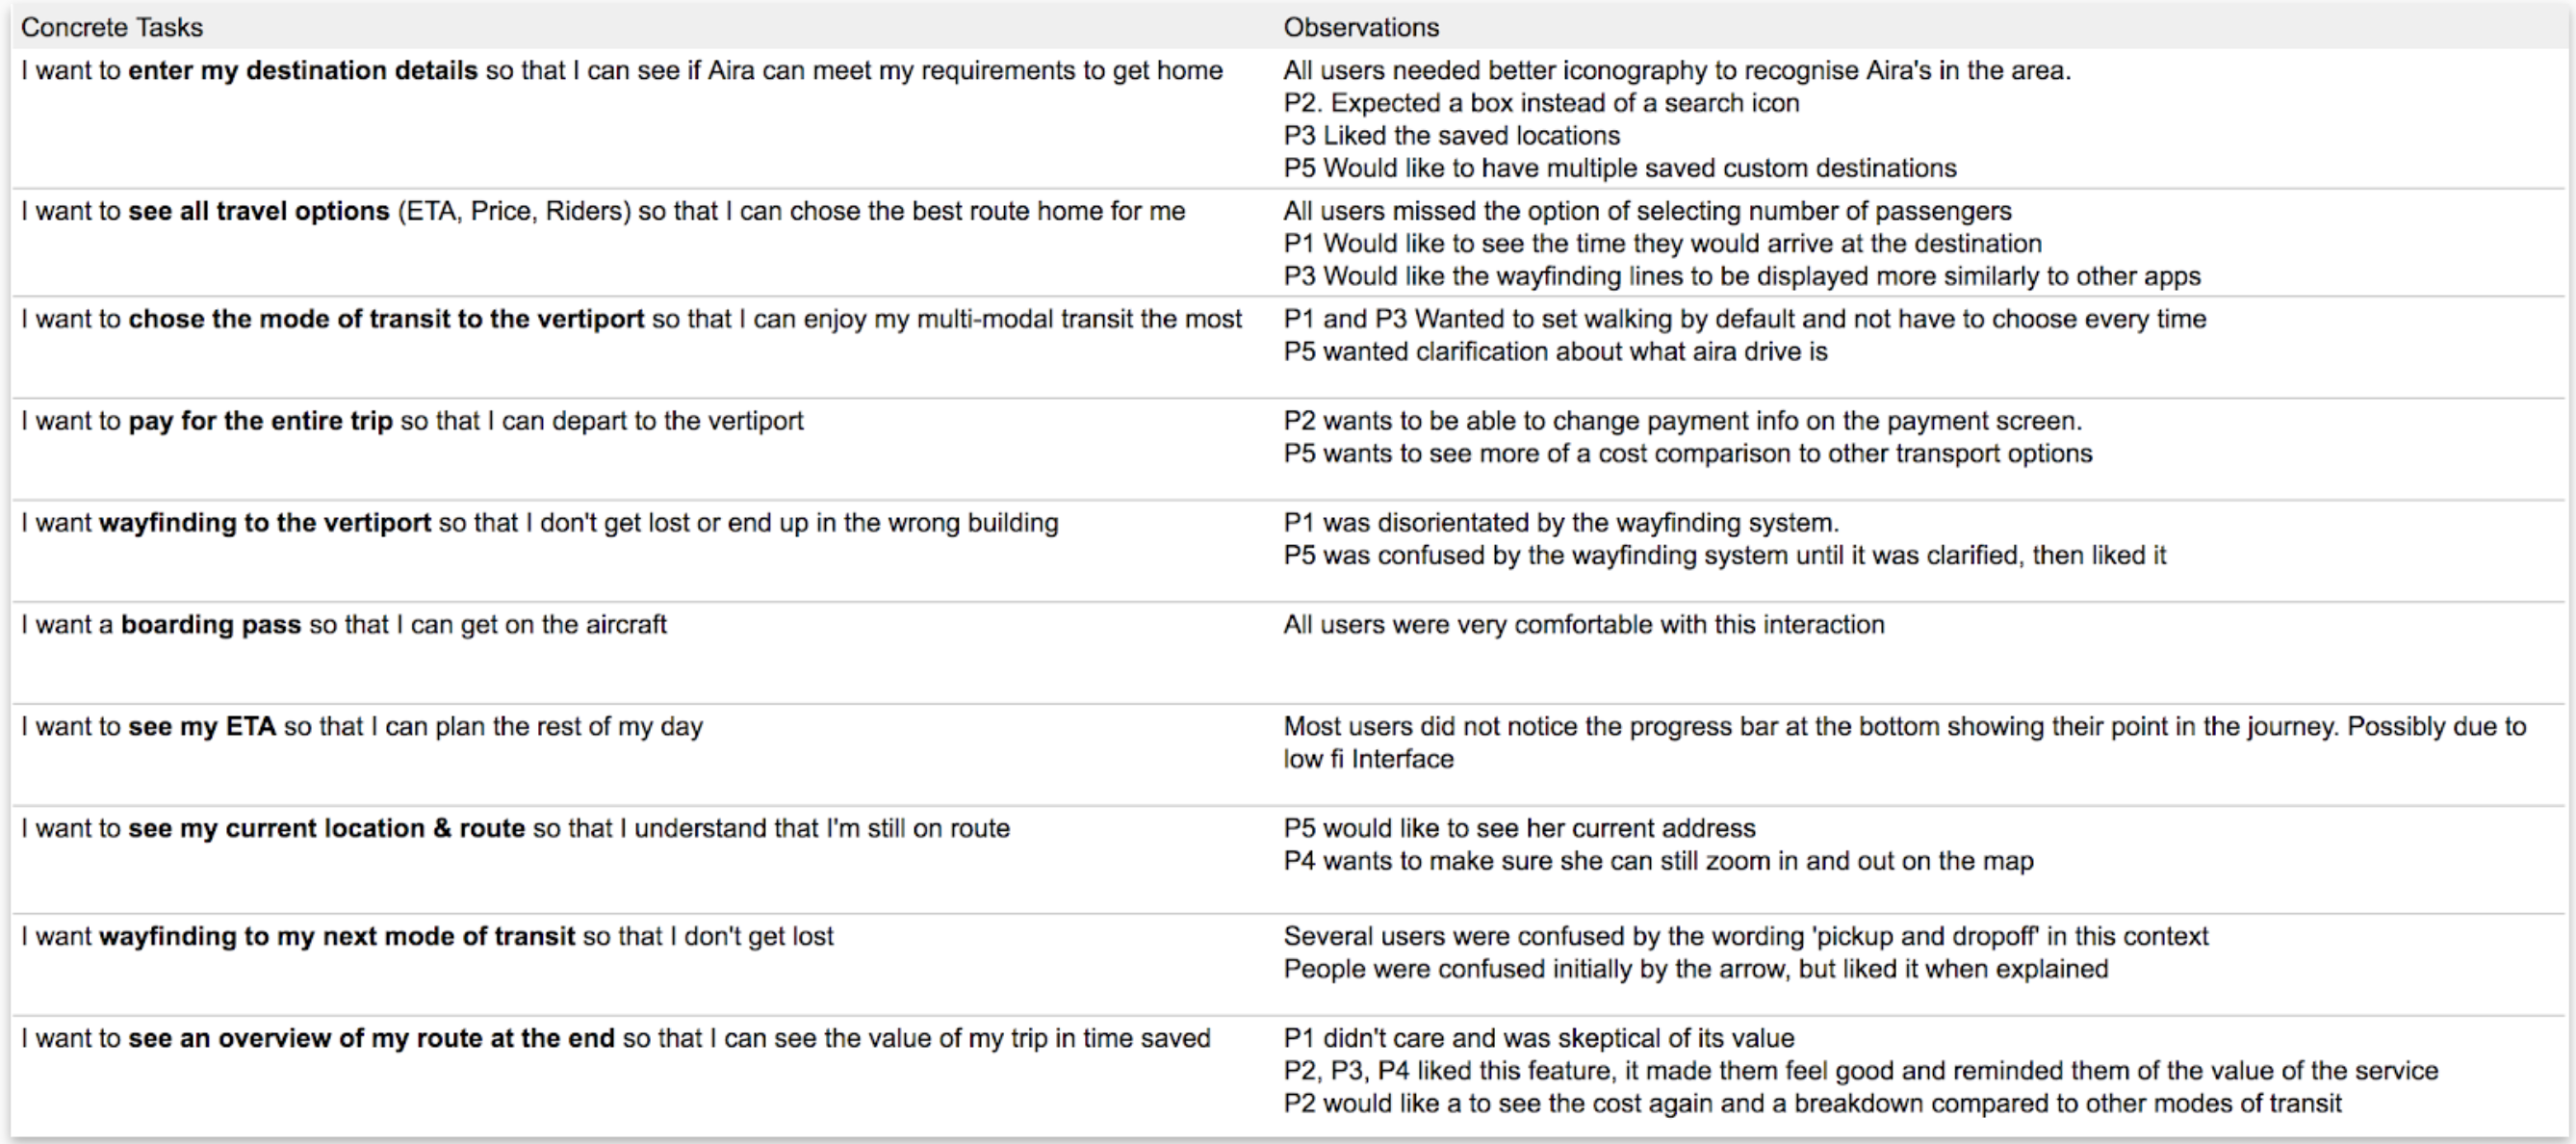 Concrete Tasks
Observations
I want to enter my destination details so that I can see if Aira can meet my requirements to get home
All users needed better iconography to recognise Aira's in the area.
P2. Expected a box instead of a search icon
P3 Liked the saved locations
P5 Would like to have multiple saved custom destinations
I want to see all travel options (ETA, Price, Riders) so that I can chose the best route home for me
All users missed the option of selecting number of passengers
P1 Would like to see the time they would arrive at the destination
P3 Would like the wayfinding lines to be displayed more similarly to other apps
I want to chose the mode of transit to the vertiport so that I can enjoy my multi-modal transit the most
P1 and P3 Wanted to set walking by default and not have to choose every time
P5 wanted clarification about what aira drive is
I want to pay for the entire trip so that I can depart to the vertiport
P2 wants to be able to change payment info on the payment screen.
P5 wants to see more of a cost comparison to other transport options
I want wayfinding to the vertiport so that I don't get lost or end up in the wrong building
P1 was disorientated by the wayfinding system.
P5 was confused by the wayfinding system until it was clarified, then liked it
I want a boarding pass so that I can get on the aircraft
All users were very comfortable with this interaction
I want to see my ETA so that I can plan the rest of my day
Most users did not notice the progress bar at the bottom showing their point in the journey. Possibly due to
low fi Interface
I want to see my current location & route so that I understand that I'm still on route
P5 would like to see her current address
P4 wants to make sure she can still zoom in and out on the map
I want wayfinding to my next mode of transit so that I don't get lost
Several users were confused by the wording 'pickup and dropoff' in this context
People were confused initially by the arrow, but liked it when explained
I want to see an overview of my route at the end so that I can see the value of my trip in time saved
P1 didn't care and was skeptical of its value
P2, P3, P4 liked this feature, it made them feel good and reminded them of the value of the service
P2 would like a to see the cost again and a breakdown compared to other modes of transit